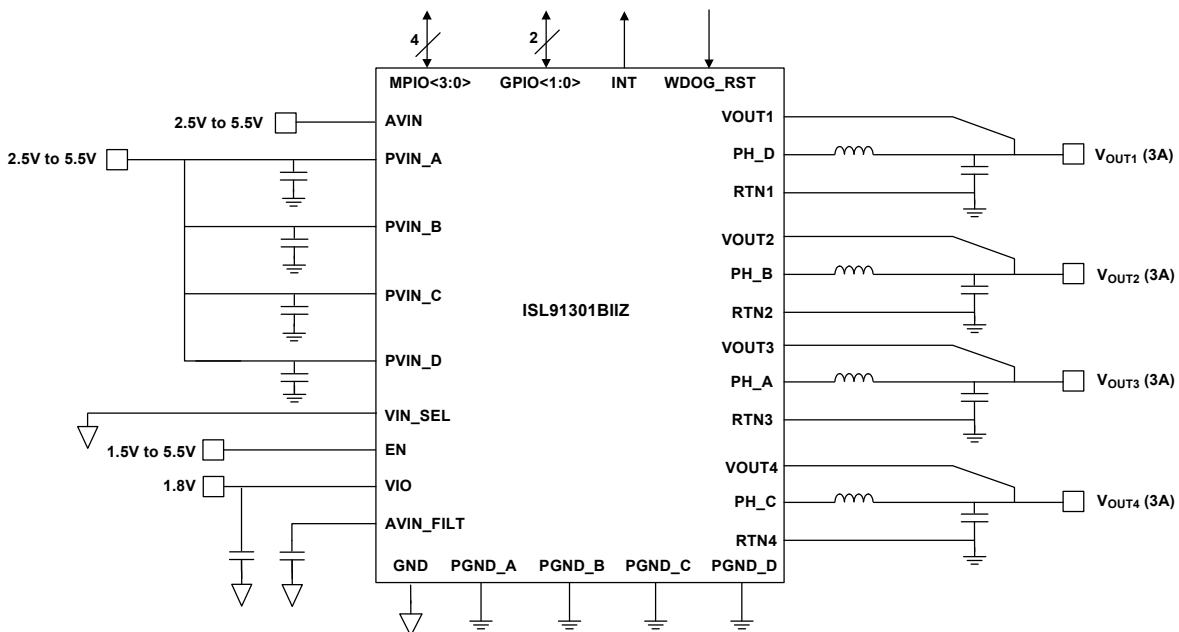 4
2
MPIO<3:0>
GPIO<1:0>
INT
WDOG_RST
2.5V to 5.5V
AVIN
2.5V to 5.5V
PVIN_A
PVIN_B
PVIN_C
PVIN_D
VIN_SEL
1.5V to 5.5V
EN
1.8V
VIO
AVIN_FILT
ISL91301BIIZ
VOUT1
PH_D
RTN1
VOUT1 (3A)
VOUT2
PH_B
RTN2
VOUT2 (3A)
VOUT3
PH_A
RTN3
VOUT3 (3A)
VOUT4
PH_C
RTN4
VOUT4 (3A)
GND
PGND_A
PGND_B
PGND_C
PGND_D